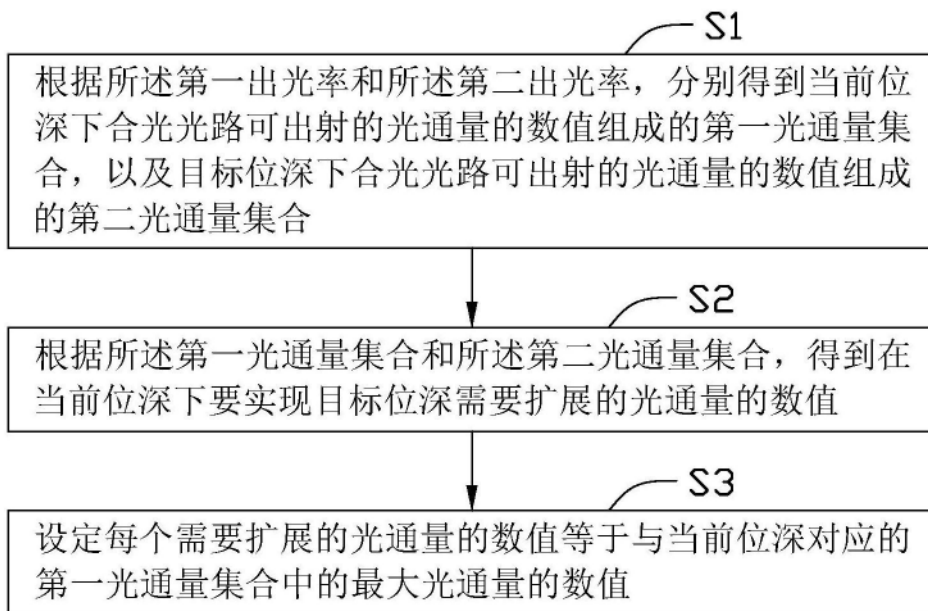 S1
根据所述第一出光率和所述第二出光率，分别得到当前位
深下合光光路可出射的光通量的数值组成的第一光通量集
合，以及目标位深下合光光路可出射的光通量的数值组成
的第二光通量集合
S2
根据所述第一光通量集合和所述第二光通量集合，得到在
当前位深下要实现目标位深需要扩展的光通量的数值
S3
设定每个需要扩展的光通量的数值等于与当前位深对应的
第一光通量集合中的最大光通量的数值